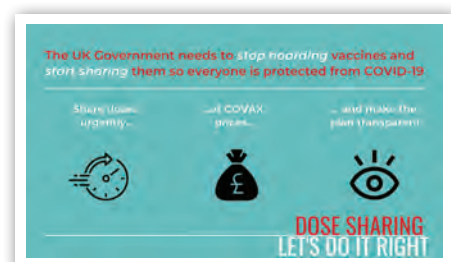 The UK Government needs to stop hoarding vaccines and
start sharing them so everyone is protected from COVID-19
Share doses
urgently...
...at COVAX
prices...
... and make the
plan transparent
£
DOSE SHARING
LET'S DO IT RIGHT